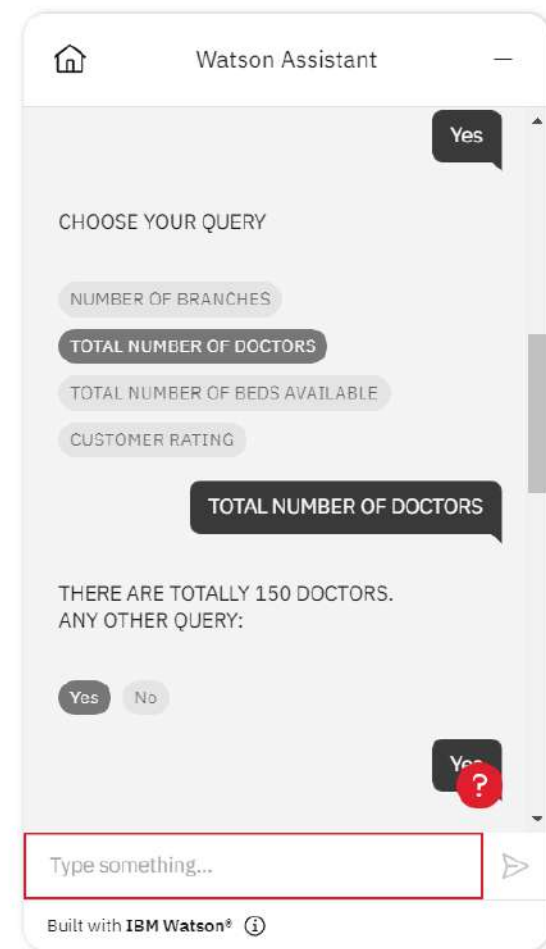 Watson Assistant
Yes
CHOOSE YOUR QUERY
NUMBER OF BRANCHES
TOTAL NUMBER OF DOCTORS
TOTAL NUMBER OF BEDS AVAILABLE
CUSTOMER RATING
TOTAL NUMBER OF DOCTORS
THERE ARE TOTALLY 150 DOCTORS.
ANY OTHER QUERY:
Yes No
Yes
?
Type something...
Built with IBM Watson®